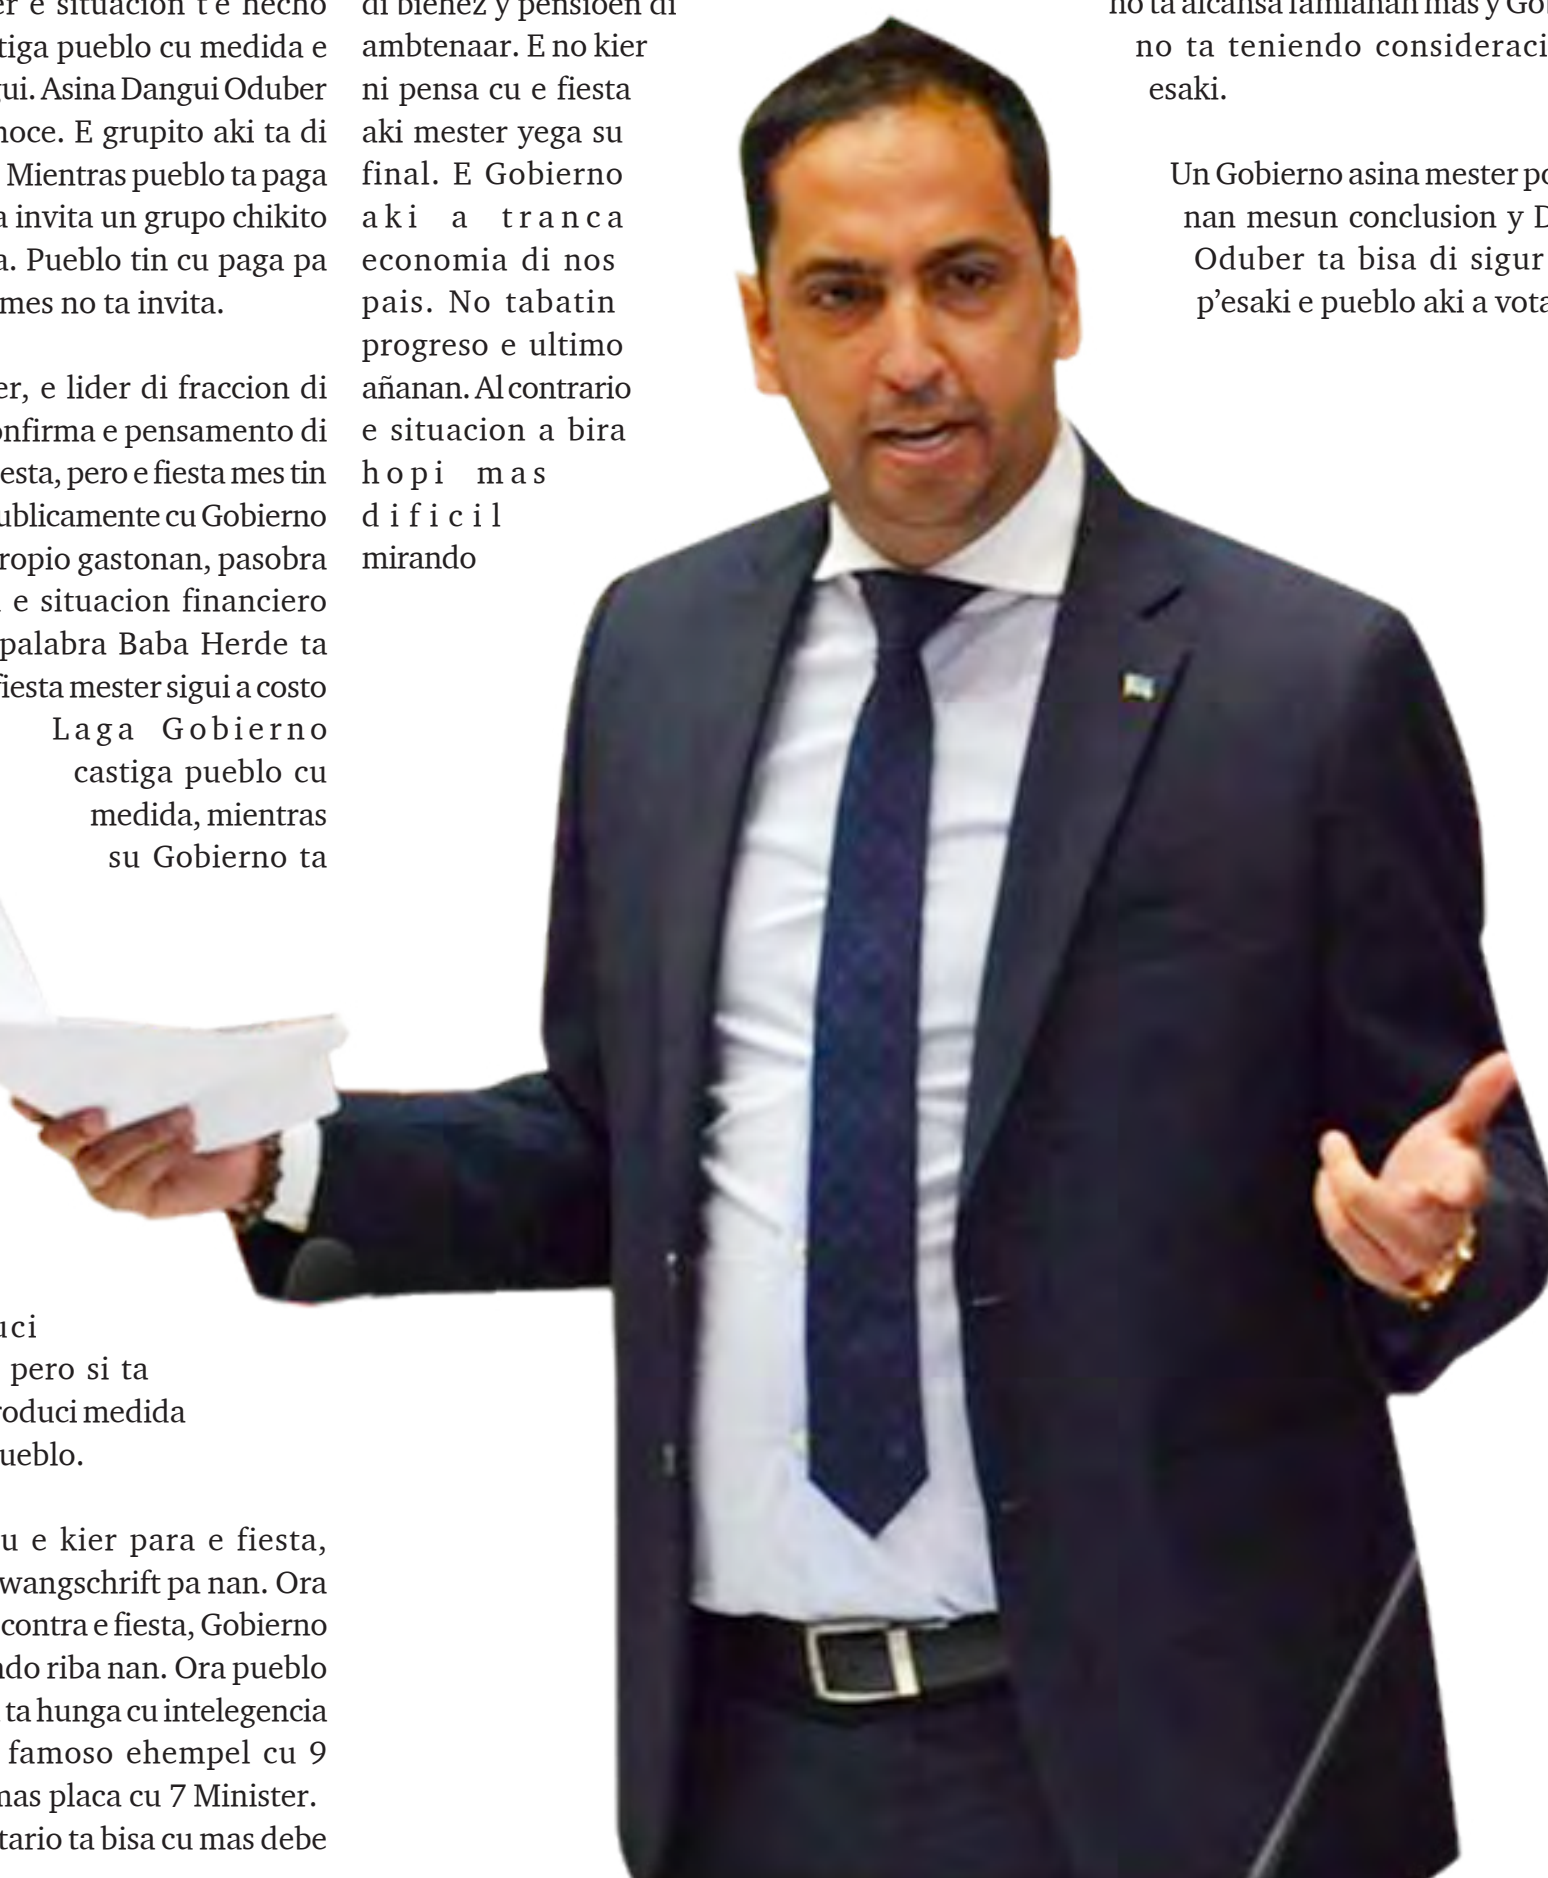 er e situacion t'e hecho
tiga pueblo cu medida e
gui. Asina Dangui Oduber
noce. E grupito aki ta di
Mientras pueblo ta paga
a invita un grupo chikito
a. Pueblo tin cu paga pa
mes no ta invita.
er, e lider di fraccion di
onfirma e pensamento di
iesta, pero e fiesta mes tin
ublicamente cu Gobierno
ropio gastonan, pasobra
e situacion financiero
palabra Baba Herde ta
fiesta mester sigui a costo
Laga Gobierno
castiga pueblo cu
medida, mientras
su Gobierno ta
uci
pero si ta
roduci medida
ueblo.
u e kier para e fiesta,
wangschrift pa nan. Ora
contra e fiesta, Gobierno
ndo riba nan. Ora pueblo
ta hunga cu intelegencia
famoso ehempel cu 9
mas placa cu 7 Minister.
tario ta bisa cu mas debe
di bienez y pensioen di
ambtenaar. E no kier
ni pensa cu e fiesta
aki mester yega su
final. E Gobierno
aki a tranca
economia di nos
pais. No tabatin
progreso e ultimo
añanan. Al contrario
e situacion a bira
hopi mas
dificil
mirando
no ta alcansa famianan mas y Go
no ta teniendo consideraci
esaki.
Un Gobierno asina mester po
nan mesun conclusion y D
Oduber ta bisa di sigur
p'esaki e pueblo aki a vota